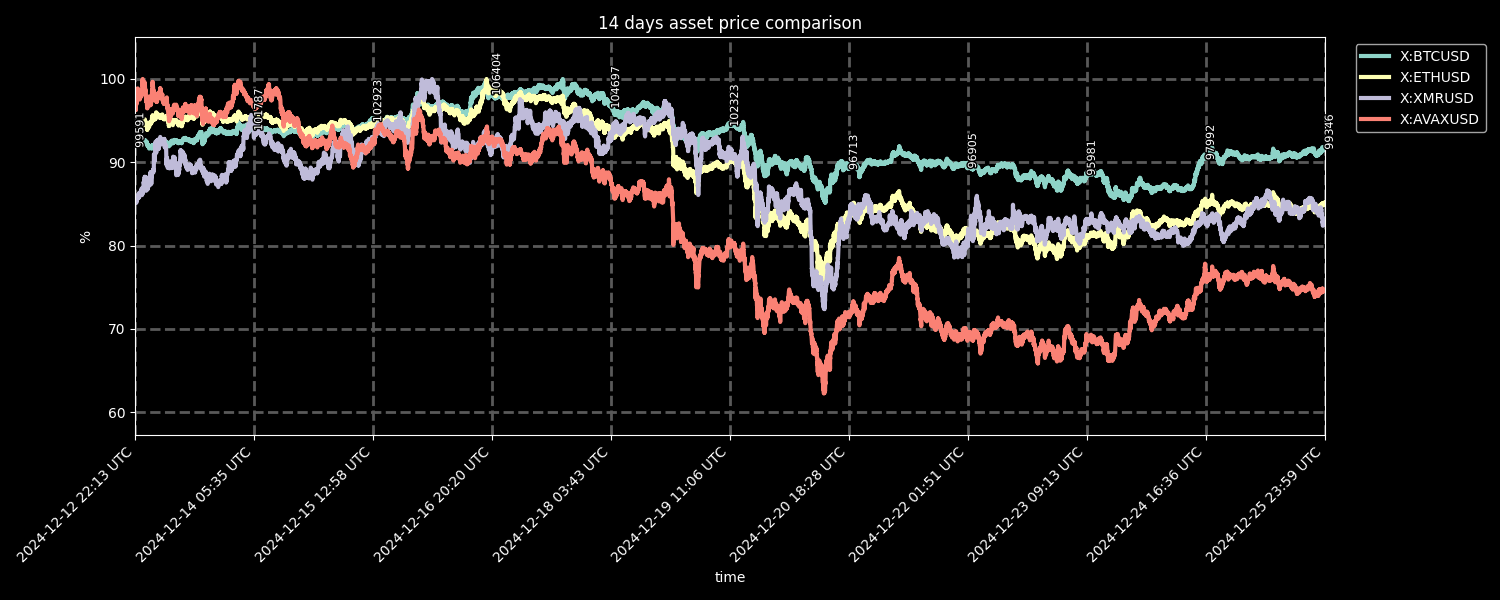 14 days asset price comparison
X:BTCUSD
X:ETHUSD
X:XMRUSD
X:AVAXUSD
100
90
80
70
60
%
99591
101787
102923
106404
104697
102323
96713
96905
95981
97992
99346
2024-12-12 22:13 UTC
2024-12-14 05:35 UTC
2024-12-15 12:58 UTC
2024-12-16 20:20 UTC
2024-12-18 03:43 UTC
2024-12-19 11:06 UTC
2024-12-20 18:28 UTC
2024-12-22 01:51 UTC
2024-12-23 09:13 UTC
2024-12-24 16:36 UTC
2024-12-25 23:59 UTC
time